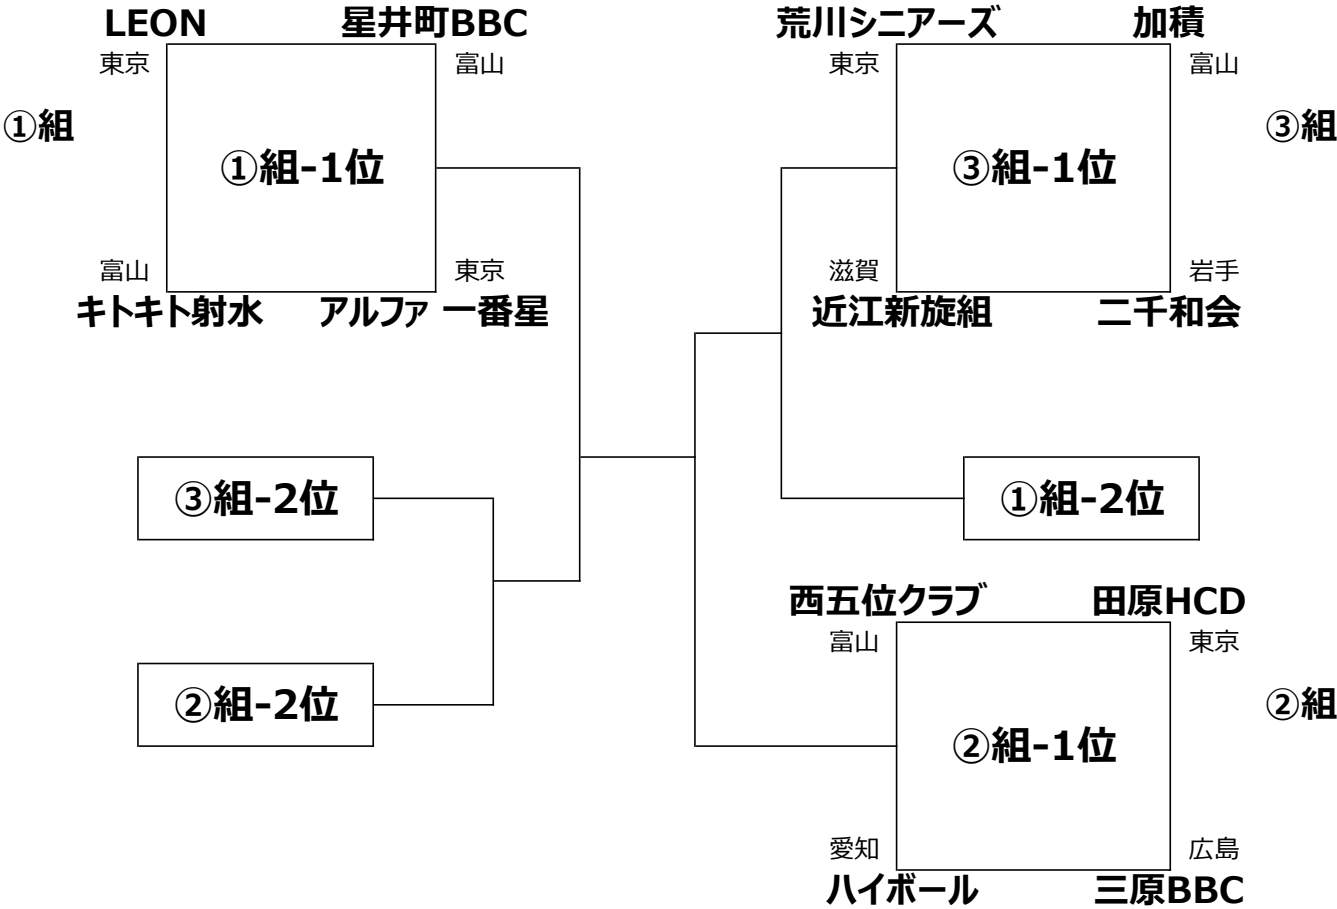 LEON 星井町BBC
東京 富山
①組
①組-1位
富山 東京
キトキト射水 アルファ 一番星
③組-2位
②組-2位
荒川シニアーズ 加積
東京 富山
③組
③組-1位
滋賀 岩手
近江新旋組 二千和会
①組-2位
西五位クラブ 田原HCD
富山 東京
②組
②組-1位
愛知 広島
ハイボール 三原BBC